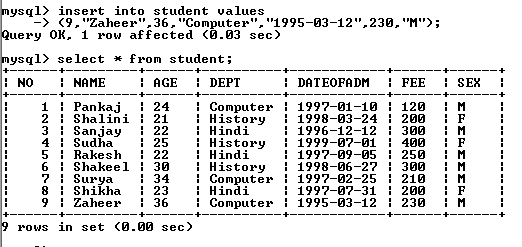 mysql> insert into student values
    -> (9,"Zaheer",36,"Computer","1995-03-12",230,"M");
Query OK, 1 row affected (0.03 sec)
mysql> select * from student;
+------+---------+------+----------+------------+------+------+
| NO   | NAME    | AGE  | DEPT     | DATEOFADM  | FEE  | SEX  |
+------+---------+------+----------+------------+------+------+
|    1 | Pankaj  | 24   | Computer | 1997-01-10 | 120  | M    |
|    2 | Shalini | 21   | History  | 1998-03-24 | 200  | F    |
|    3 | Sanjay  | 22   | Hindi    | 1996-12-12 | 300  | M    |
|    4 | Sudha   | 25   | History  | 1999-07-01 | 400  | F    |
|    5 | Rakesh  | 22   | Hindi    | 1997-09-05 | 250  | M    |
|    6 | Shakeel | 30   | History  | 1998-06-27 | 300  | M    |
|    7 | Surya   | 34   | Computer | 1997-02-25 | 210  | M    |
|    8 | Shikha  | 23   | Hindi    | 1997-07-31 | 200  | F    |
|    9 | Zaheer  | 36   | Computer | 1995-03-12 | 230  | M    |
+------+---------+------+----------+------------+------+------+
9 rows in set (0.00 sec)